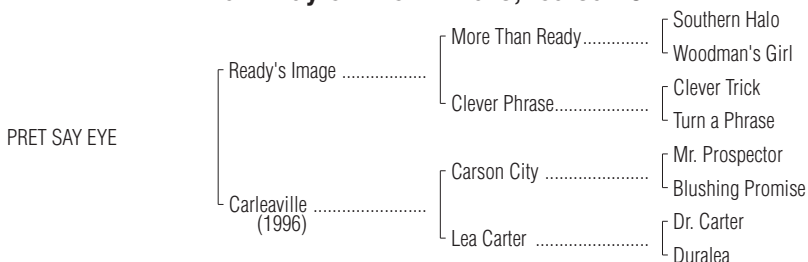 Southern Halo
More Than Ready..............
Woodman's Girl
Ready's Image ..................
Clever Trick
Clever Phrase....................
Turn a Phrase
PRET SAY EYE
Mr. Prospector
Carson City ......................
Blushing Promise
Carleaville ........................
(1996)
Dr. Carter
Lea Carter ........................
Duralea